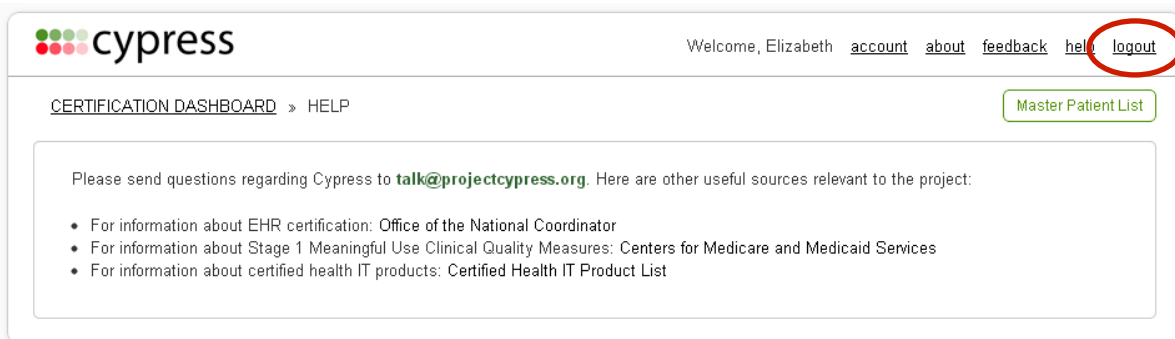 cypress
Welcome, Elizabeth account about feedback help logout
CERTIFICATION DASHBOARD » HELP
Master Patient List
Please send questions regarding Cypress to talk@projectcypress.org. Here are other useful sources relevant to the project:
• For information about EHR certification: Office of the National Coordinator
• For information about Stage 1 Meaningful Use Clinical Quality Measures: Centers for Medicare and Medicaid Services
• For information about certified health IT products: Certified Health IT Product List